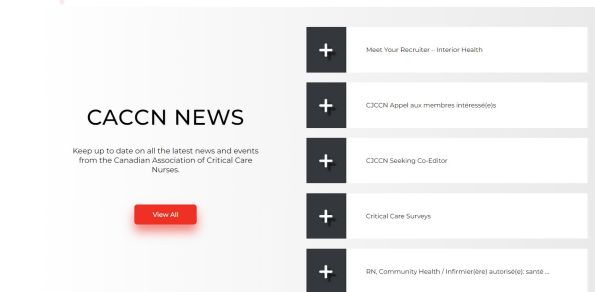 CACCN NEWS
Keep up to date on all the latest news and events
from the Canadian Association of Critical Care
Nurses.
View All
Meet Your Recruiter – Interior Health
CJCCN Appel aux membres intéressé(e)s
CJCCN Seeking Co-Editor
Critical Care Surveys
RN, Community Health / Infirmier(ère) autorisé(e): santé ...